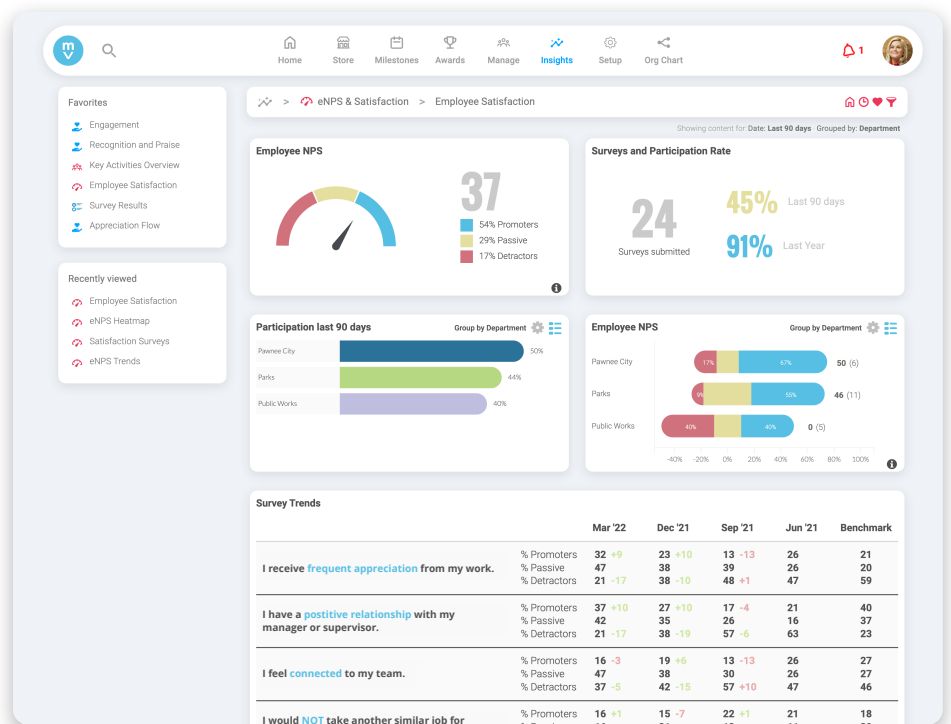 mv
Home Store Milestones Awards Manage Insights Setup Org Chart
1
Favorites
Engagement
Recognition and Praise
Key Activities Overview
Employee Satisfaction
Survey Results
Appreciation Flow
Recently viewed
Employee Satisfaction
eNPS Heatmap
Satisfaction Surveys
eNPS Trends
> eNPS & Satisfaction > Employee Satisfaction
Showing content for Date: Last 90 days · Grouped by: Department
Employee NPS
37
54% Promoters
29% Passive
17% Detractors
Surveys and Participation Rate
24
Surveys submitted
45% Last 90 days
91% Last Year
Participation last 90 days
Group by Department
Pawnee City 50%
Parks 44%
Public Works 40%
Employee NPS
Group by Department
Pawnee City 17% 67% 50 (6)
Parks 9% 55% 46 (11)
Public Works 40% 40% 0 (5)
-40% -20% 0% 20% 40% 60% 80% 100%
Survey Trends
Mar '22 Dec '21 Sep '21 Jun '21 Benchmark
I receive frequent appreciation from my work.
% Promoters 32 +9 23 +10 13 -13 26 21
% Passive 47 38 39 26 20
% Detractors 21 -17 38 -10 48 +1 47 59
I have a postitive relationship with my
manager or supervisor.
% Promoters 37 +10 27 +10 17 -4 21 40
% Passive 42 35 26 16 37
% Detractors 21 -17 38 -19 57 -6 63 23
I feel connected to my team.
% Promoters 16 -3 19 +6 13 -13 26 27
% Passive 47 38 30 26 27
% Detractors 37 -5 42 -15 57 +10 47 46
I would NOT take another similar job for
% Promoters 16 +1 15 -7 22 +1 21 18